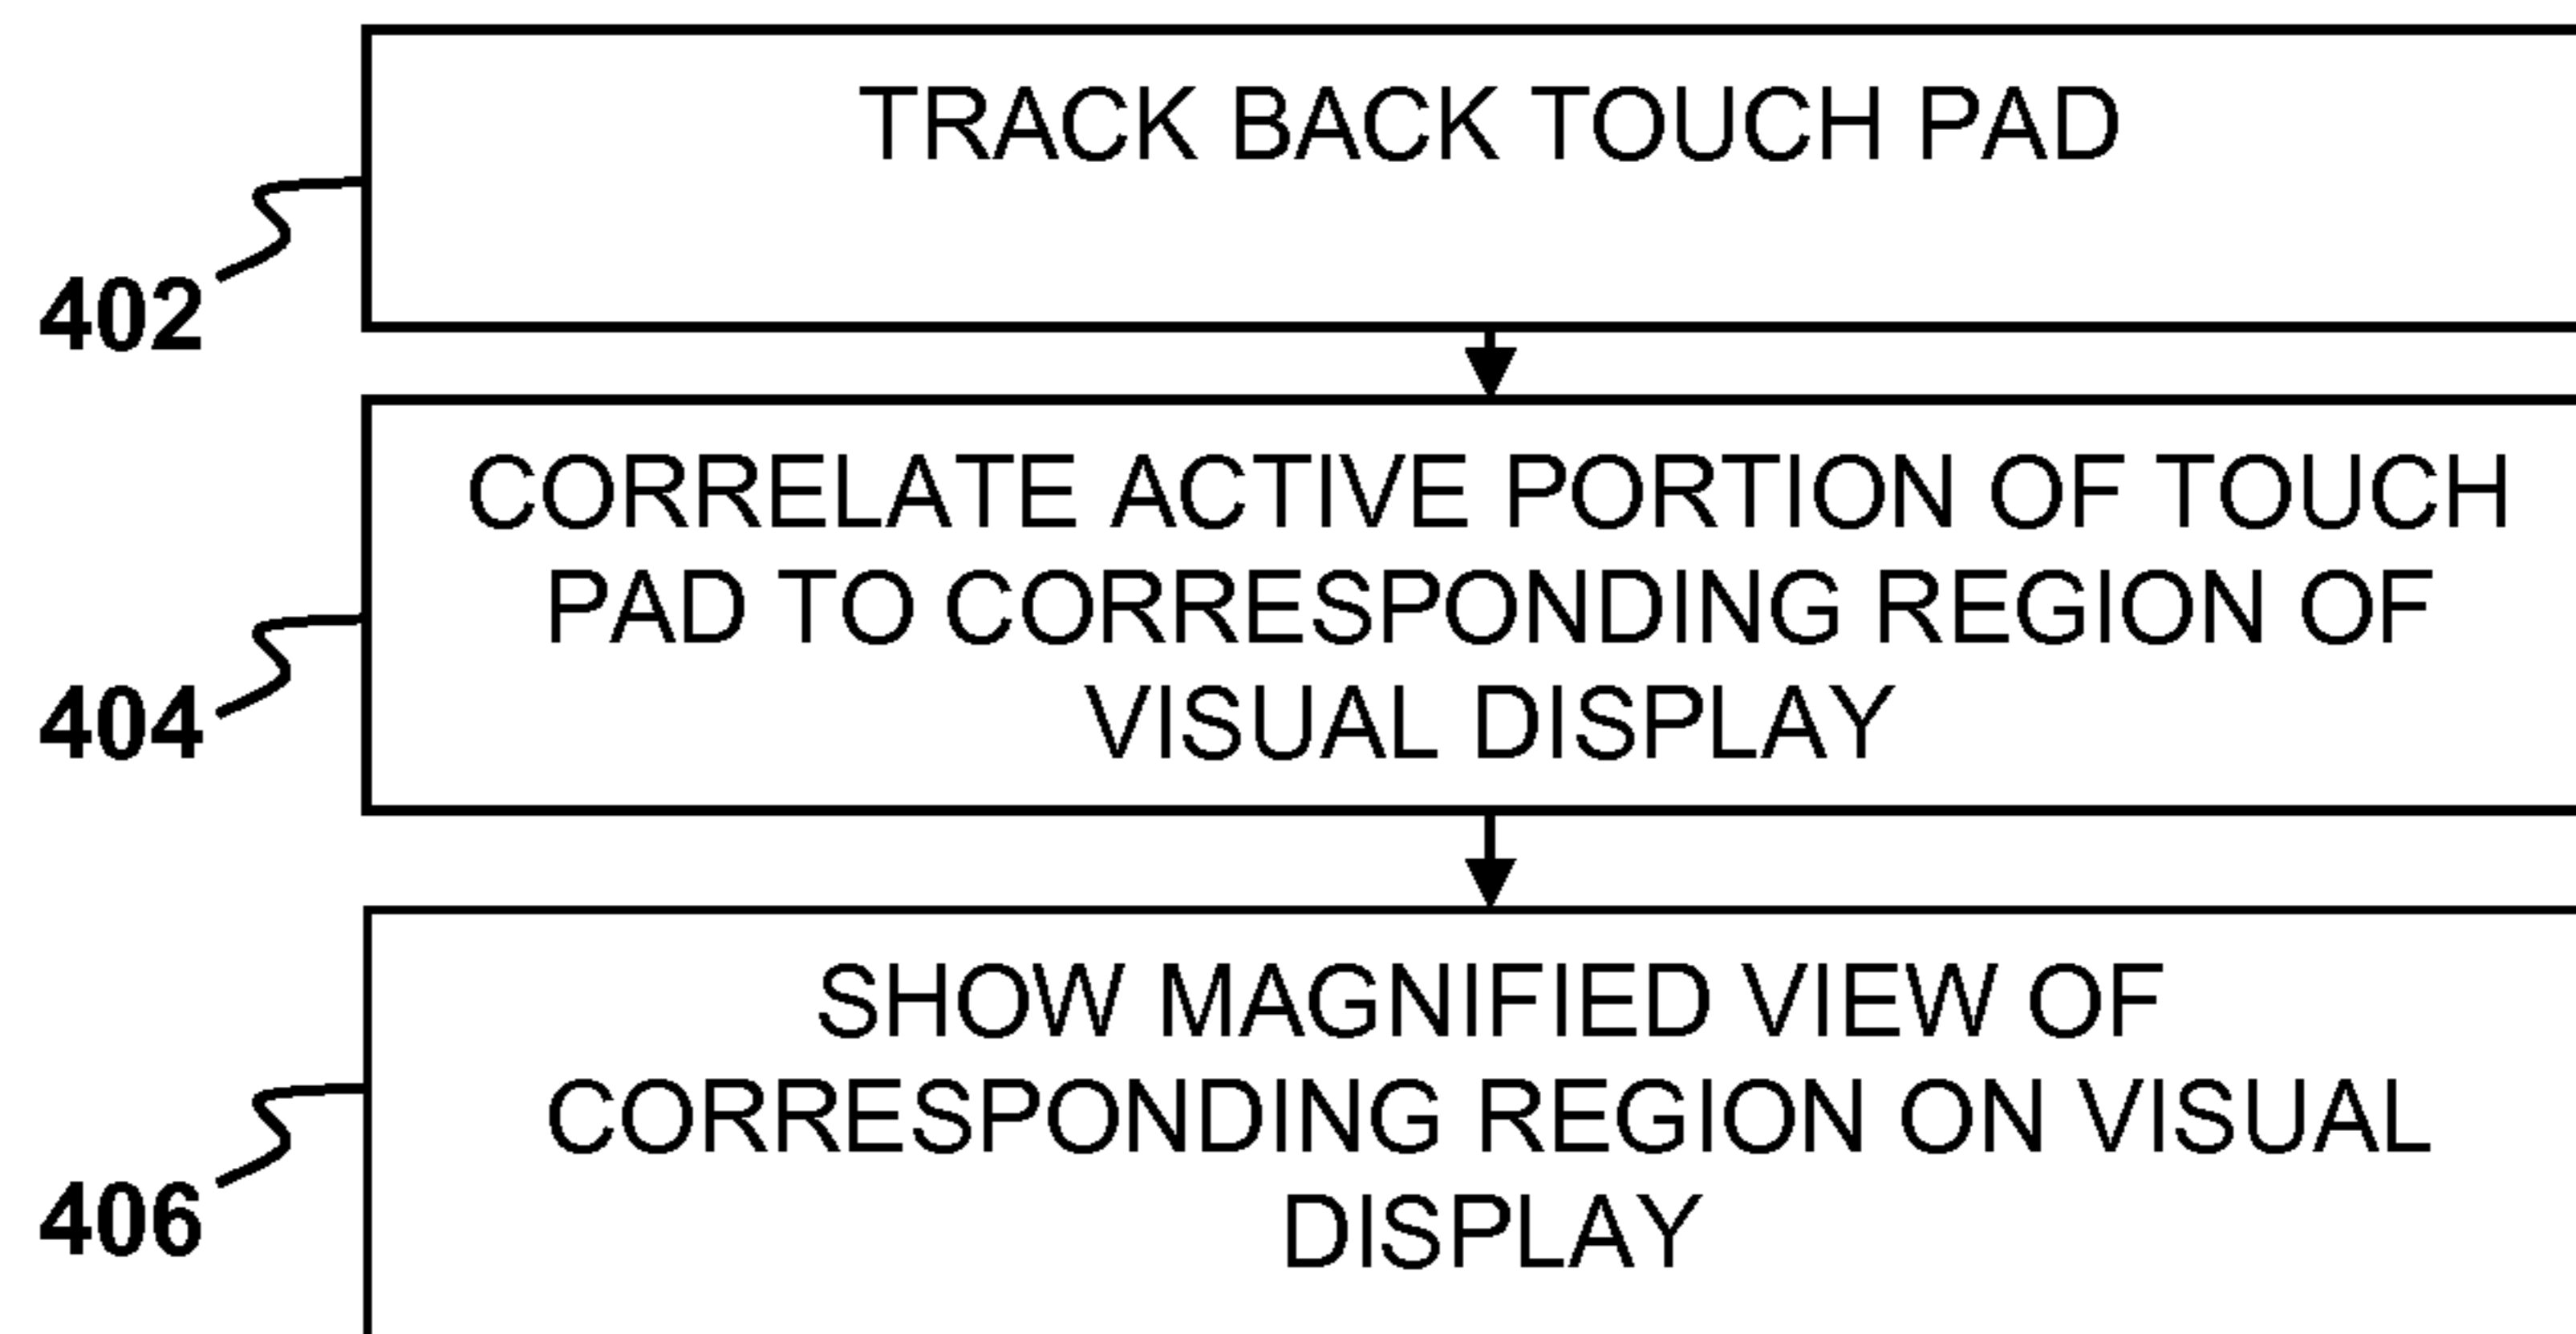 TRACK BACK TOUCH PAD
402
CORRELATE ACTIVE PORTION OF TOUCH
PAD TO CORRESPONDING REGION OF
VISUAL DISPLAY
404
SHOW MAGNIFIED VIEW OF
CORRESPONDING REGION ON VISUAL
DISPLAY
406